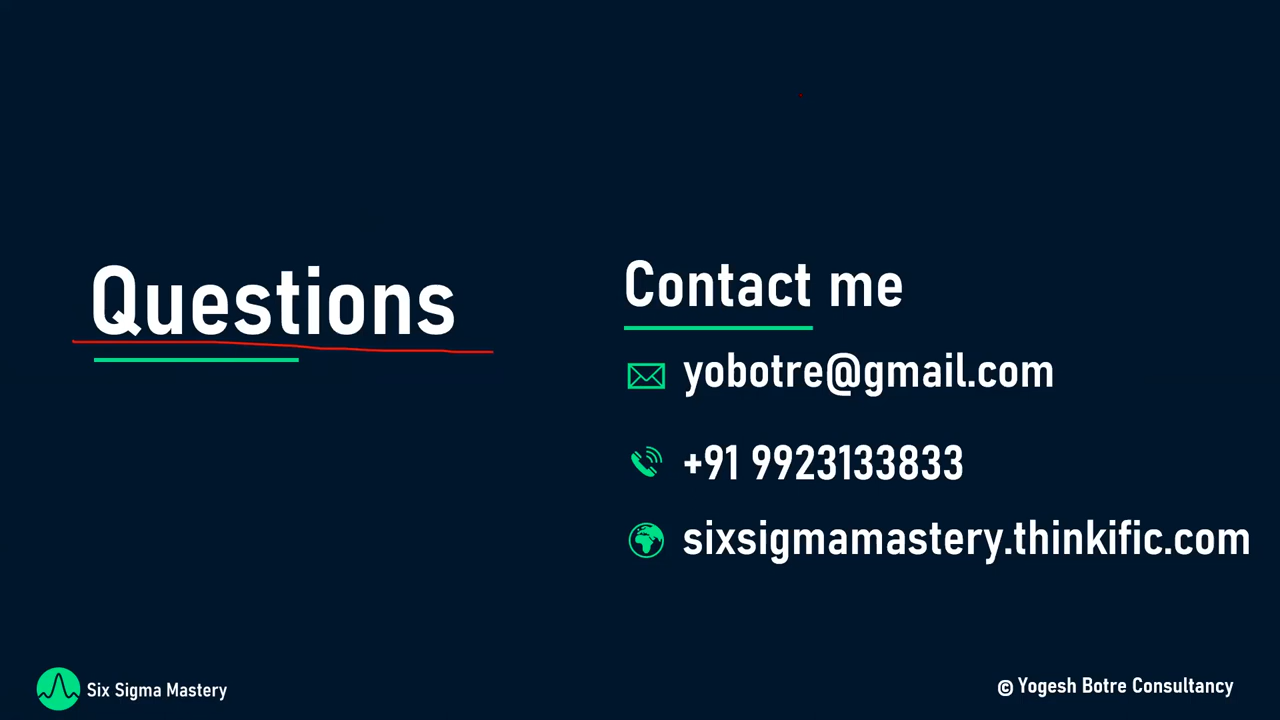 Questions
Contact me
yobotre@gmail.com
+91 9923133833
sixsigmamastery.thinkific.com
Six Sigma Mastery
© Yogesh Botre Consultancy